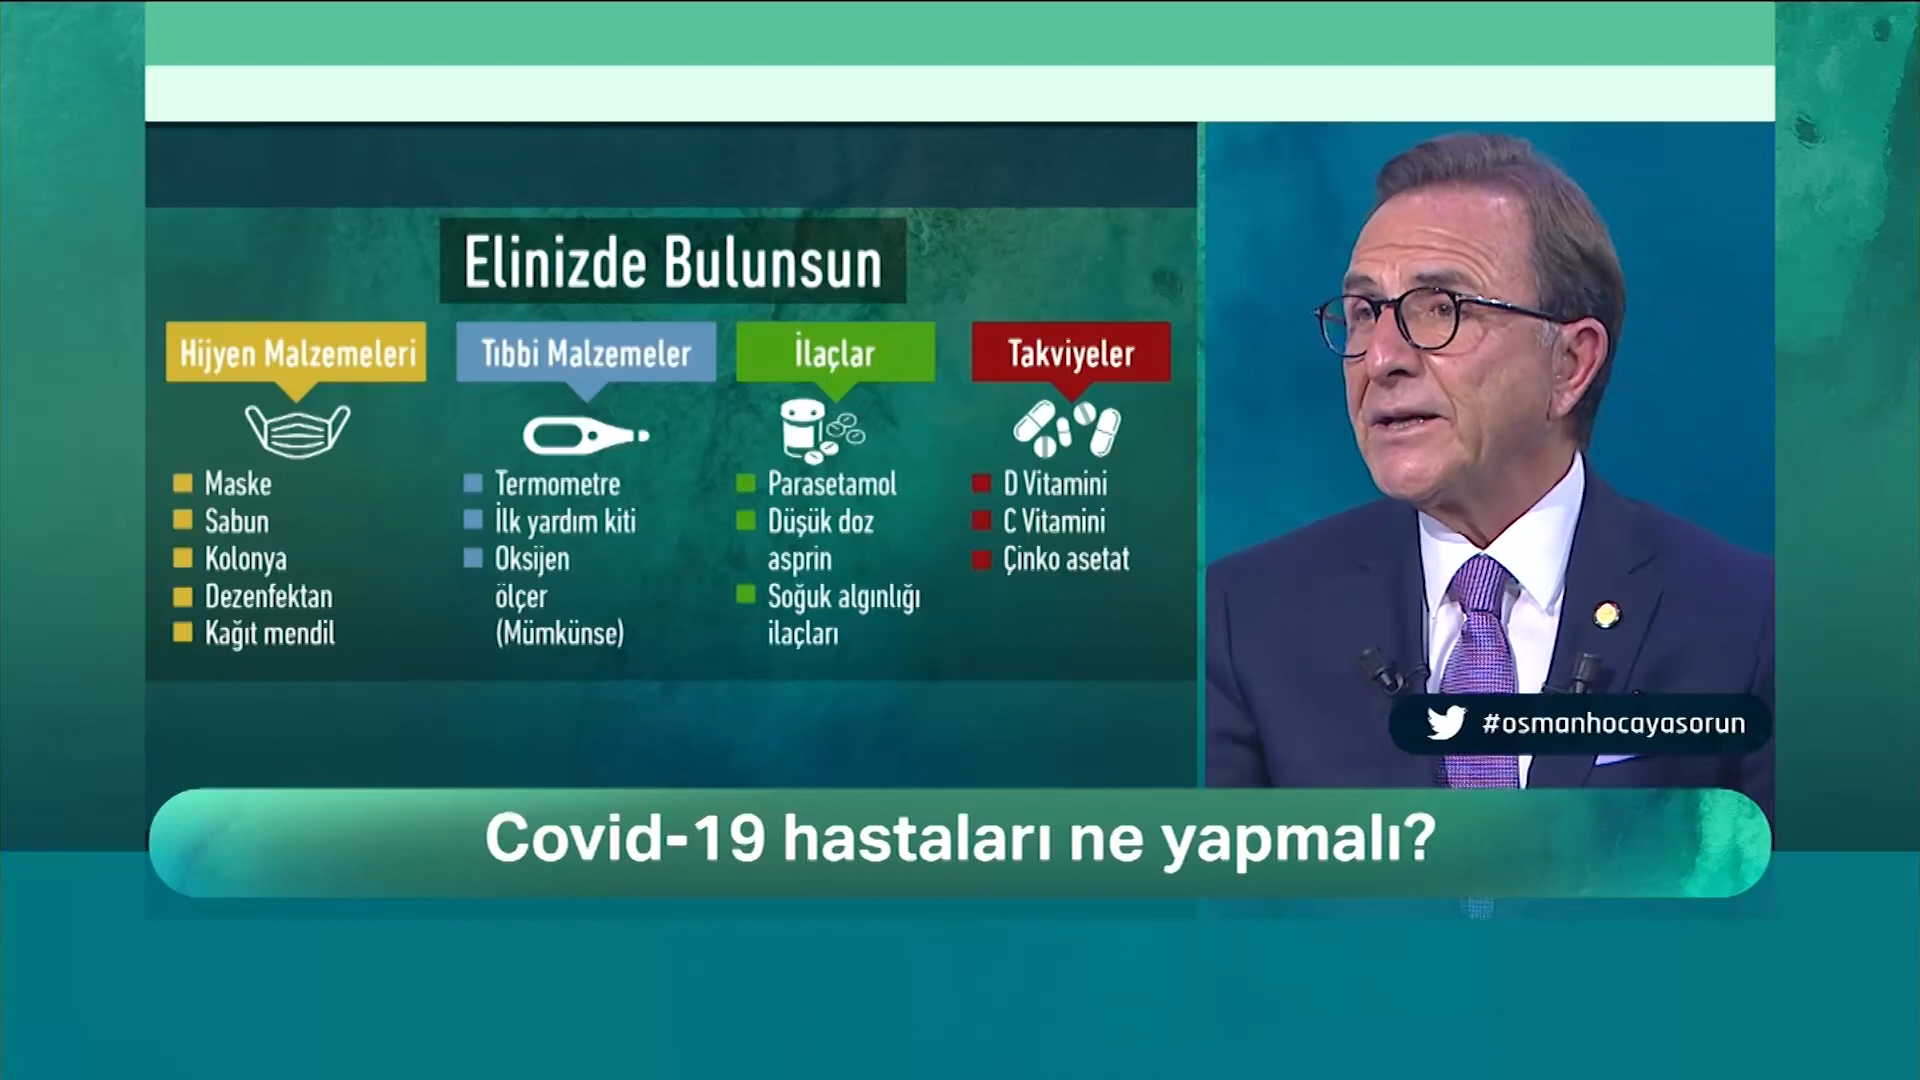 Elinizde Bulunsun
Hijyen Malzemeleri
Maske
Sabun
Kolonya
Dezenfektan
Kağıt mendil
Tıbbi Malzemeler
Termometre
İlk yardım kiti
Oksijen
ölçer
(Mümkünse)
İlaçlar
Parasetamol
Düşük doz
asprin
Soğuk algınlığı
ilaçları
Takviyeler
D Vitamini
C Vitamini
Çinko asetat
#osmanhocayasorun
Covid-19 hastaları ne yapmalı?